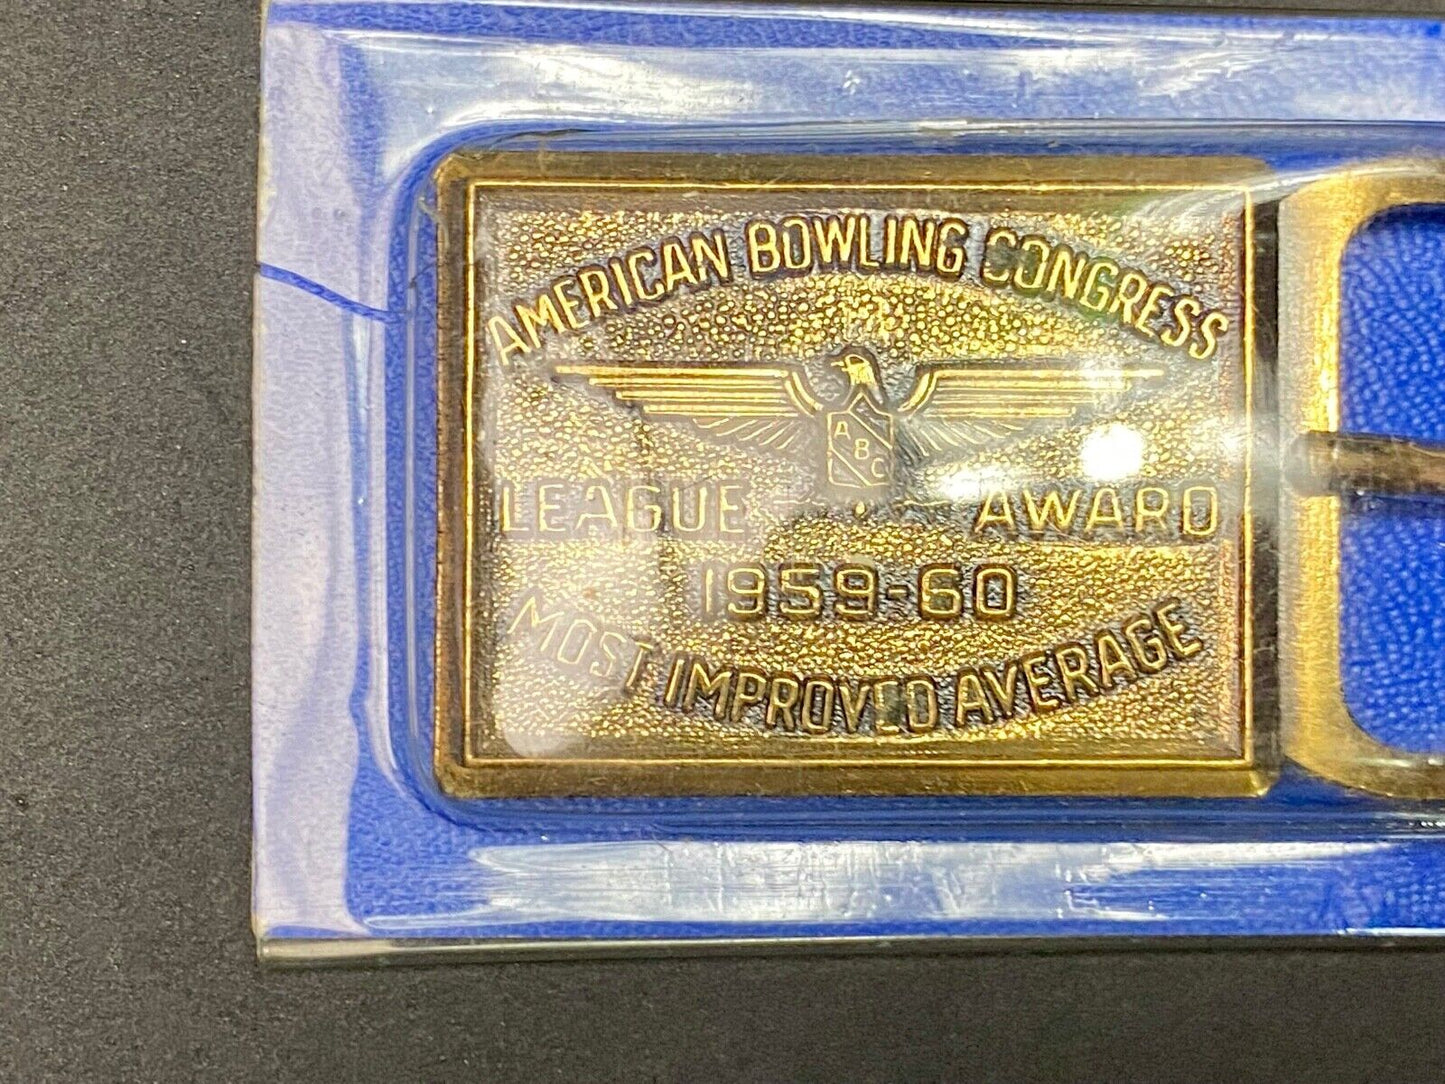 AMERICAN BOWLING CONGRESS
A
B
C
LEAGUE AWARD
1959-60
MOST IMPROVED AVERAGE